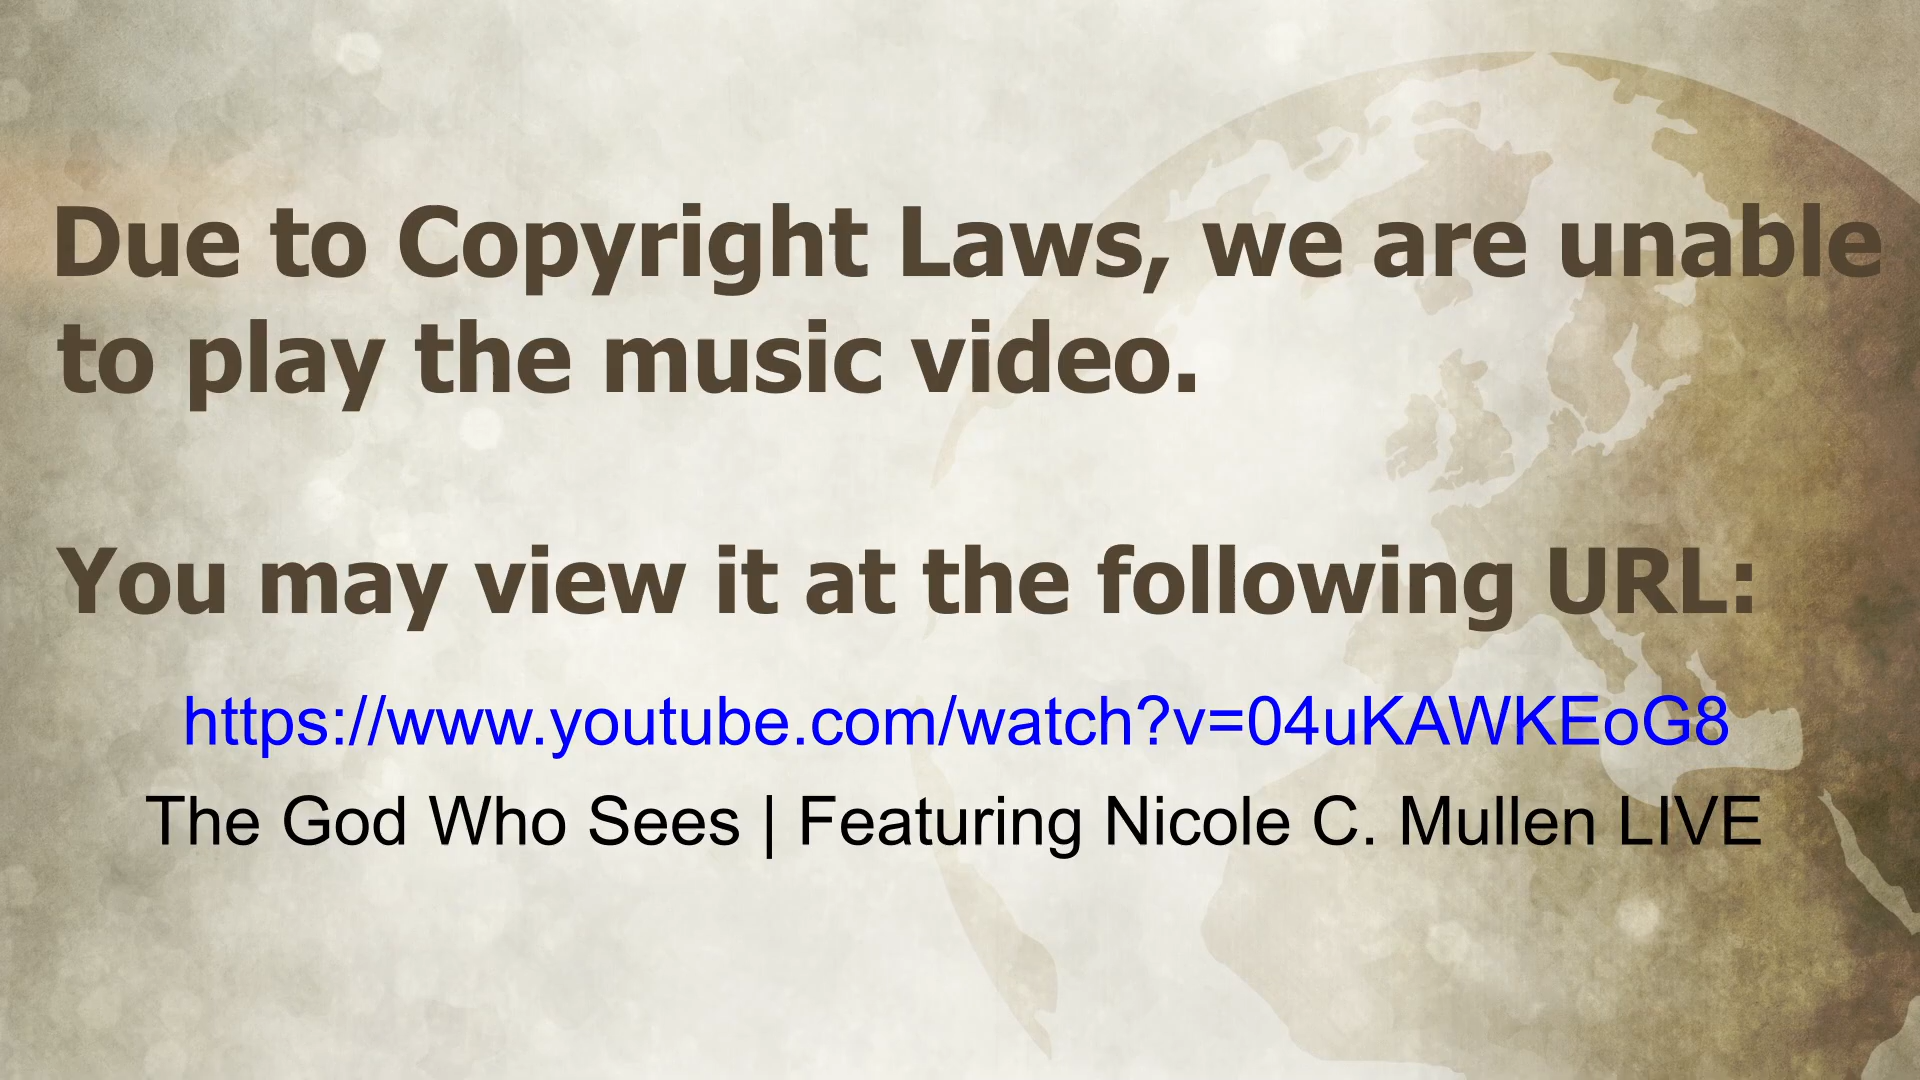 Due to Copyright Laws, we are unable
to play the music video.
You may view it at the following URL:
https://www.youtube.com/watch?v=04uKAWKEoG8
The God Who Sees | Featuring Nicole C. Mullen LIVE